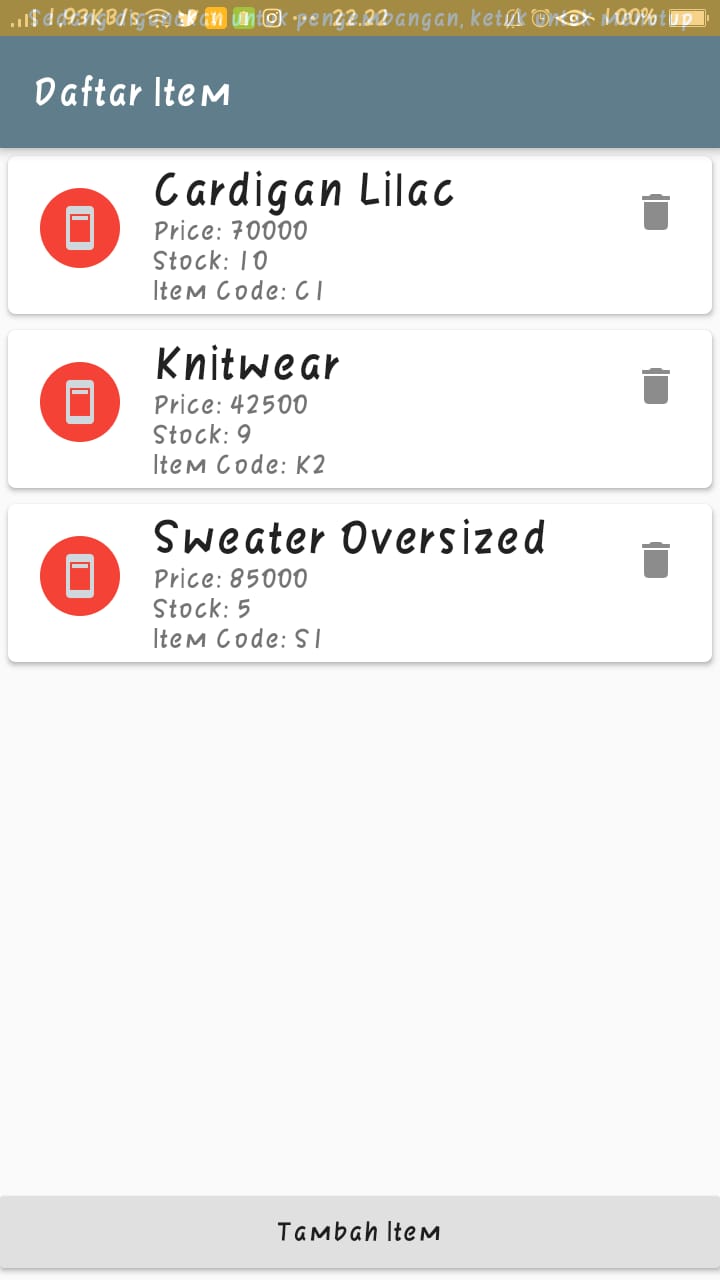 1,93KB/s 22.22 100%
Sedang digunakan untuk pengembangan, ketuk untuk menutup
Daftar Item
Cardigan Lilac
Price: 70000
Stock: 10
Item Code: C1
Knitwear
Price: 42500
Stock: 9
Item Code: K2
Sweater Oversized
Price: 85000
Stock: 5
Item Code: S1
Tambah Item